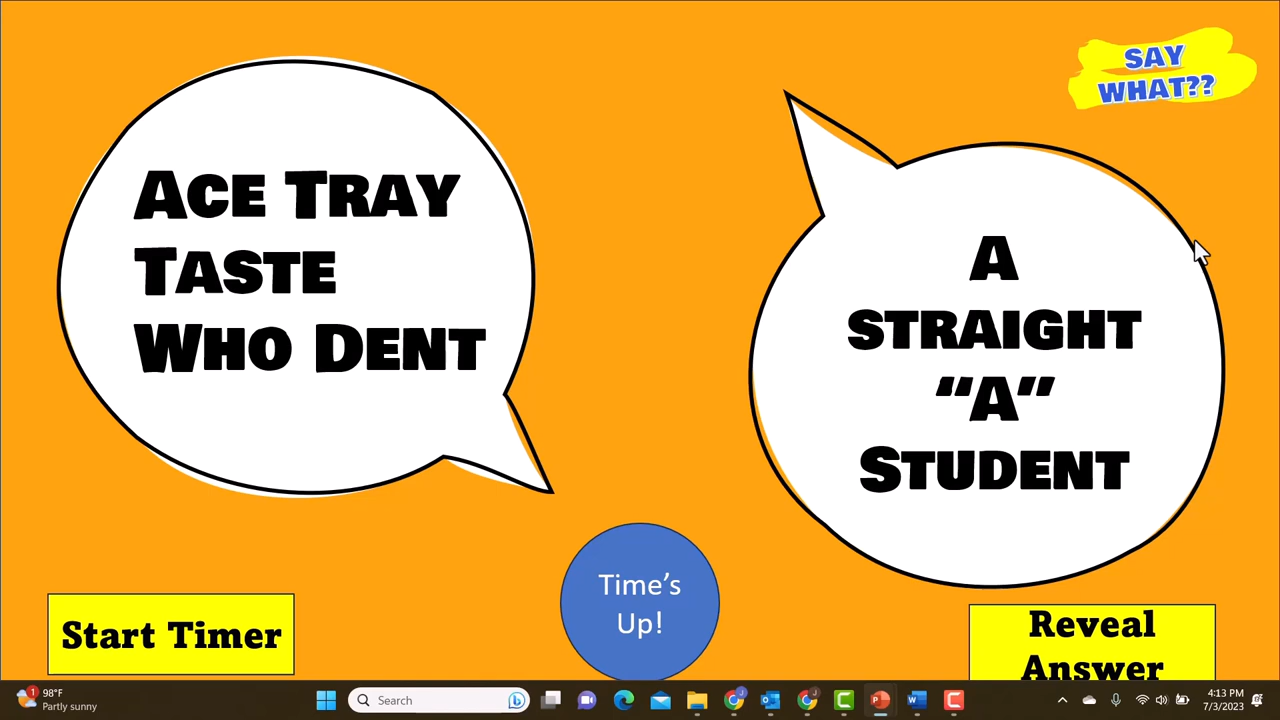 SAY
WHAT??
ACE TRAY
TASTE
WHO DENT
A
STRAIGHT
“A”
STUDENT
Time’s
Up!
Start Timer
Reveal
Answer
1
98°F
Partly sunny
Search
4:13 PM
7/3/2023